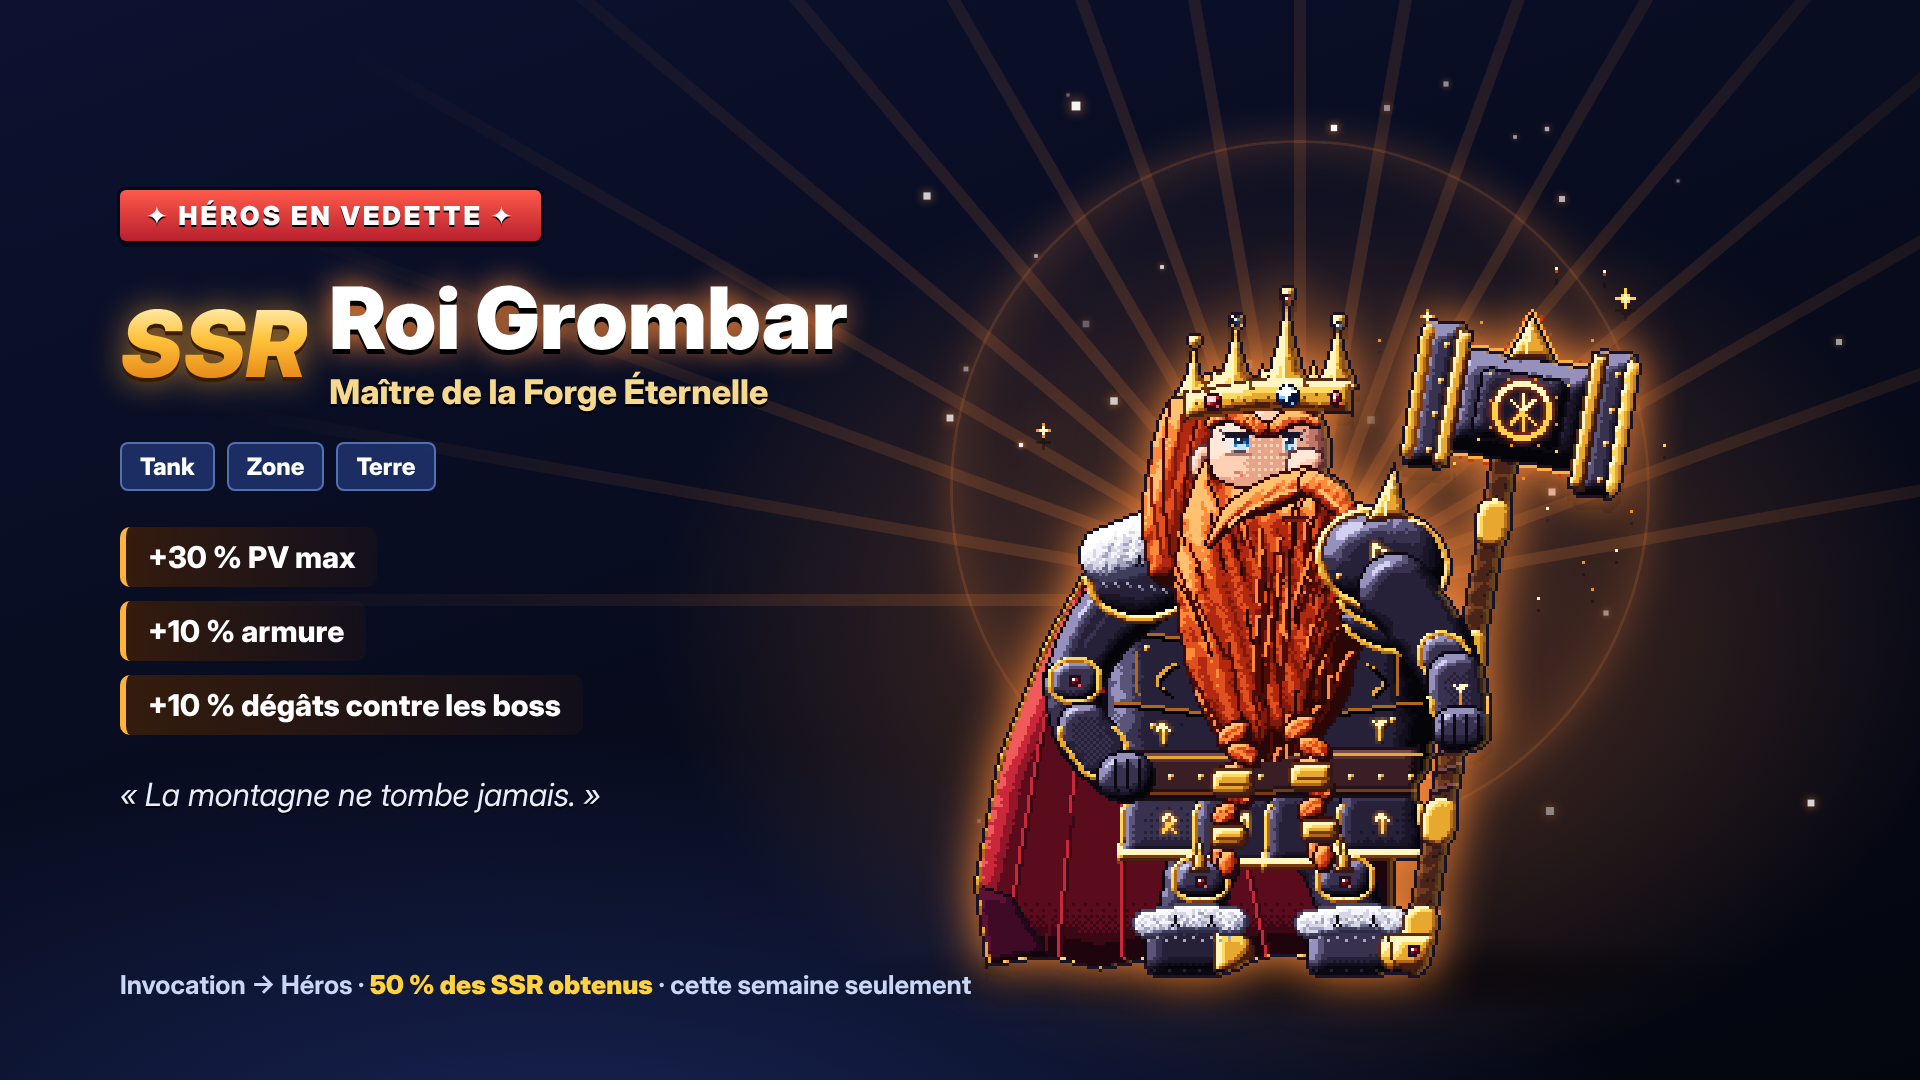 ✦ HÉROS EN VEDETTE ✦
SSR Roi Grombar
Maître de la Forge Éternelle
Tank Zone Terre
+30 % PV max
+10 % armure
+10 % dégâts contre les boss
« La montagne ne tombe jamais. »
Invocation → Héros · 50 % des SSR obtenus · cette semaine seulement